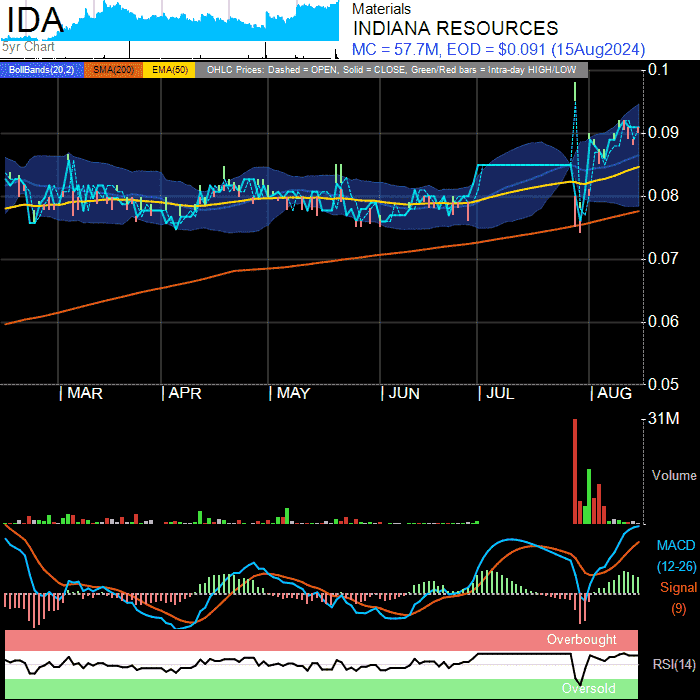 IDA
5yr Chart
Materials
INDIANA RESOURCES
MC = 57.7M, EOD = $0.091 (15Aug2024)
BollBands(20,2) SMA(200) EMA(50) OHLC Prices: Dashed = OPEN, Solid = CLOSE, Green/Red bars = Intra-day HIGH/LOW
0.1
0.09
0.08
0.07
0.06
0.05
MAR APR MAY JUN JUL AUG
31M
Volume
MACD
(12-26)
Signal
(9)
Overbought
RSI(14)
Oversold